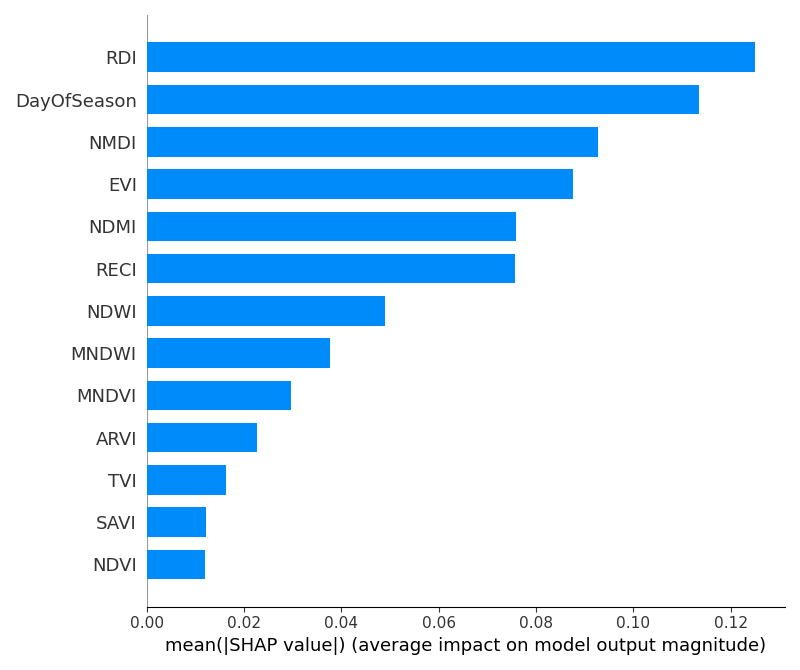 RDI
DayOfSeason
NMDI
EVI
NDMI
RECI
NDWI
MNDWI
MNDVI
ARVI
TVI
SAVI
NDVI
0.00 0.02 0.04 0.06 0.08 0.10 0.12
mean(|SHAP value|) (average impact on model output magnitude)